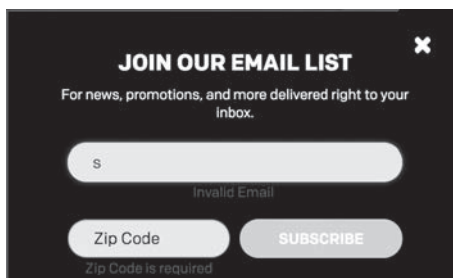 JOIN OUR EMAIL LIST
For news, promotions, and more delivered right to your
inbox.
s
Invalid Email
Zip Code
SUBSCRIBE
Zip Code is required